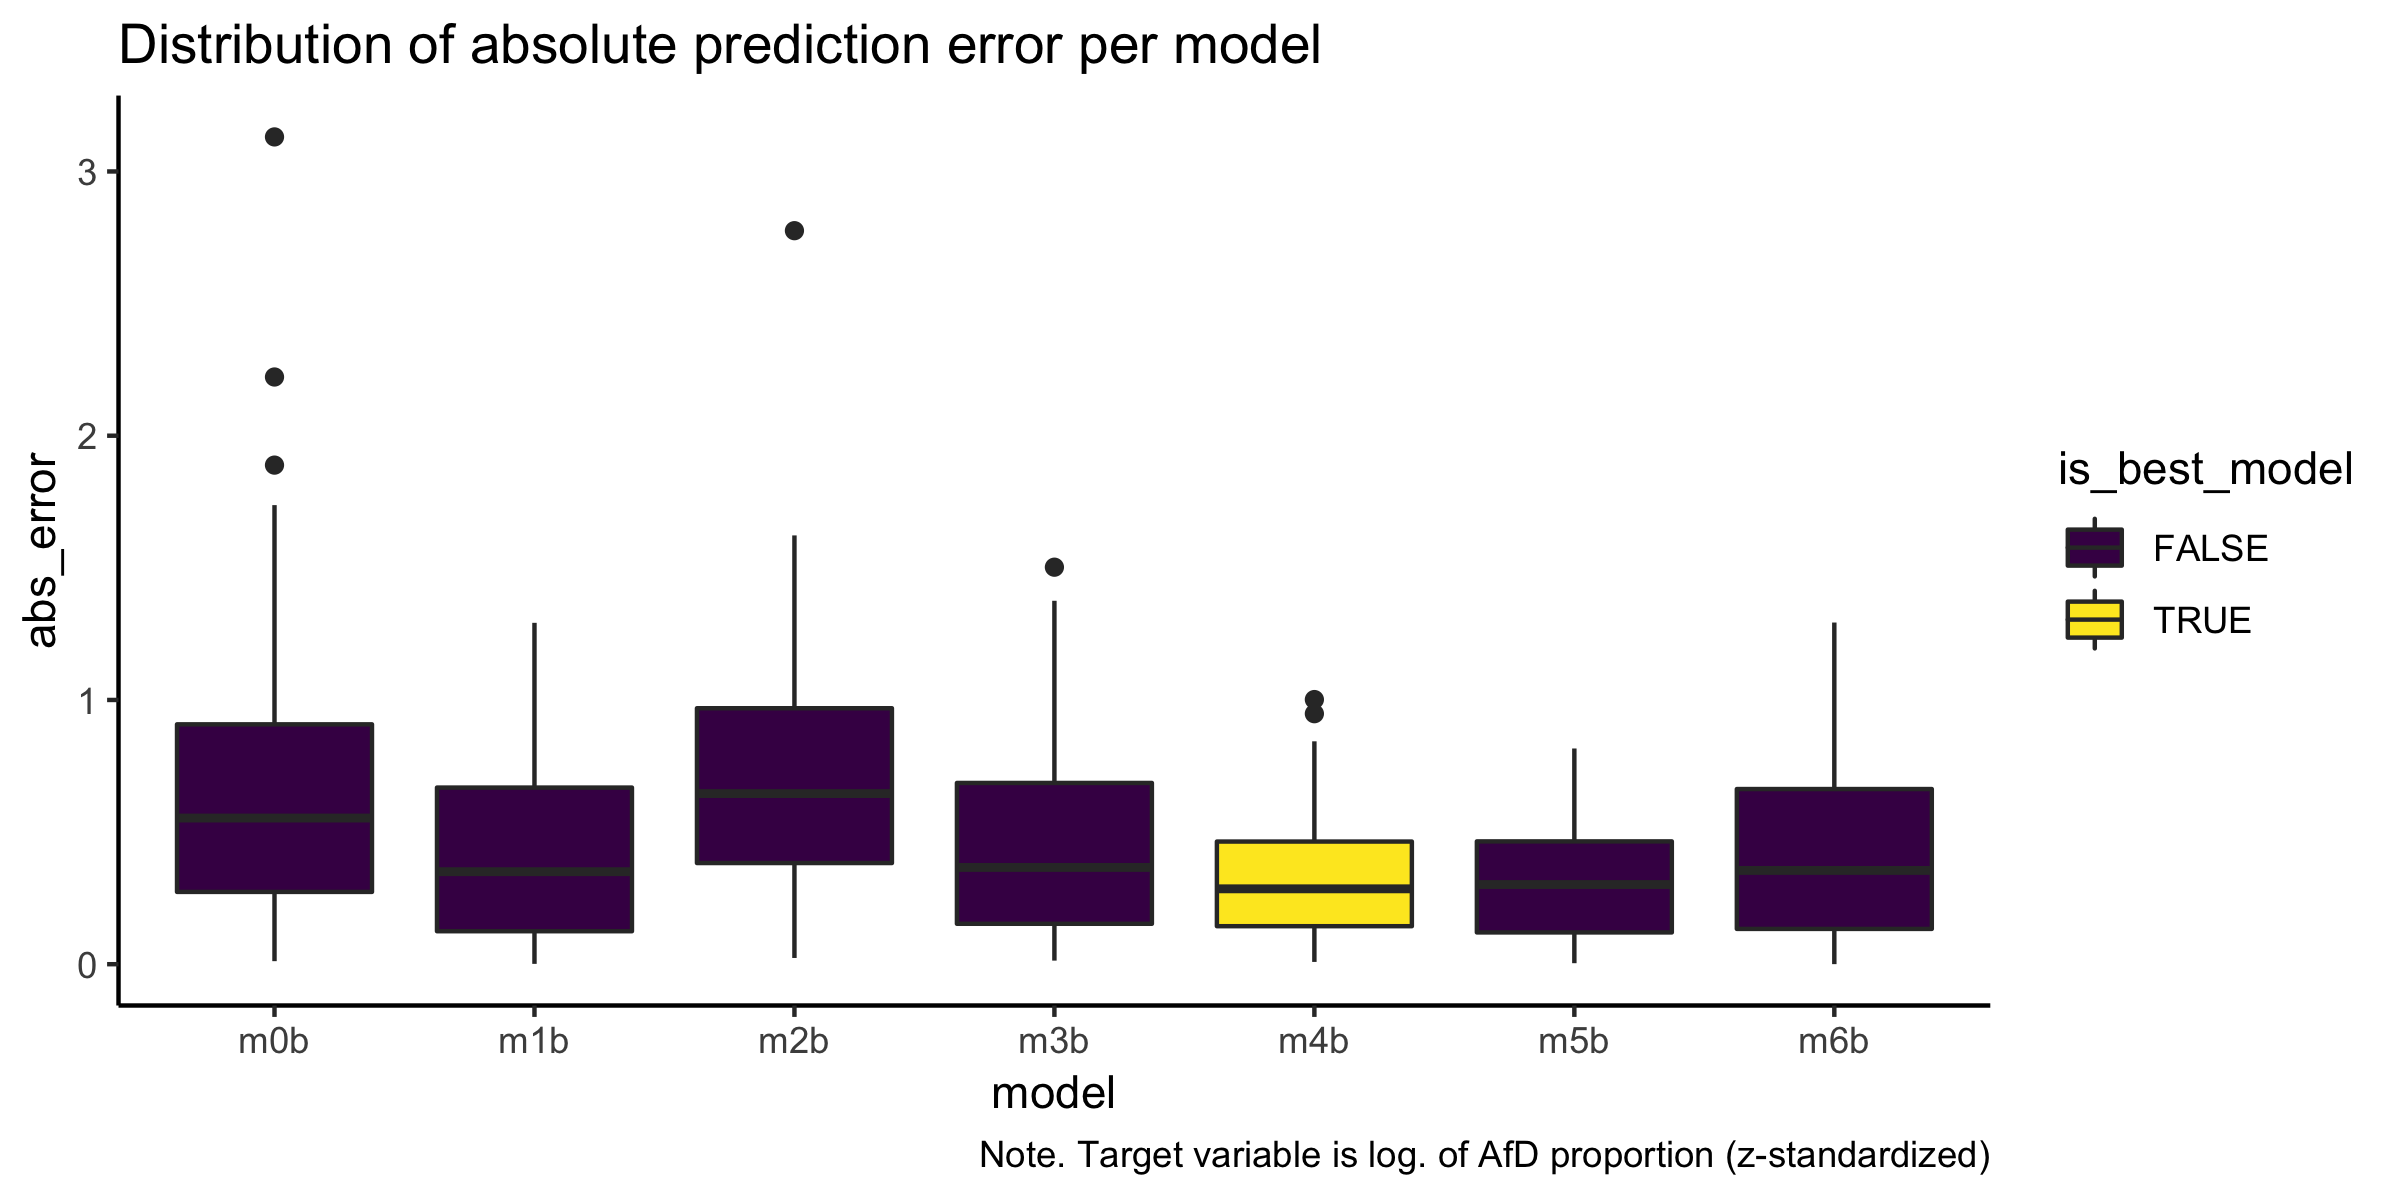 Distribution of absolute prediction error per model
abs_error
3
2
1
0
m0b m1b m2b m3b m4b m5b m6b
model
is_best_model
FALSE
TRUE
Note. Target variable is log. of AfD proportion (z-standardized)